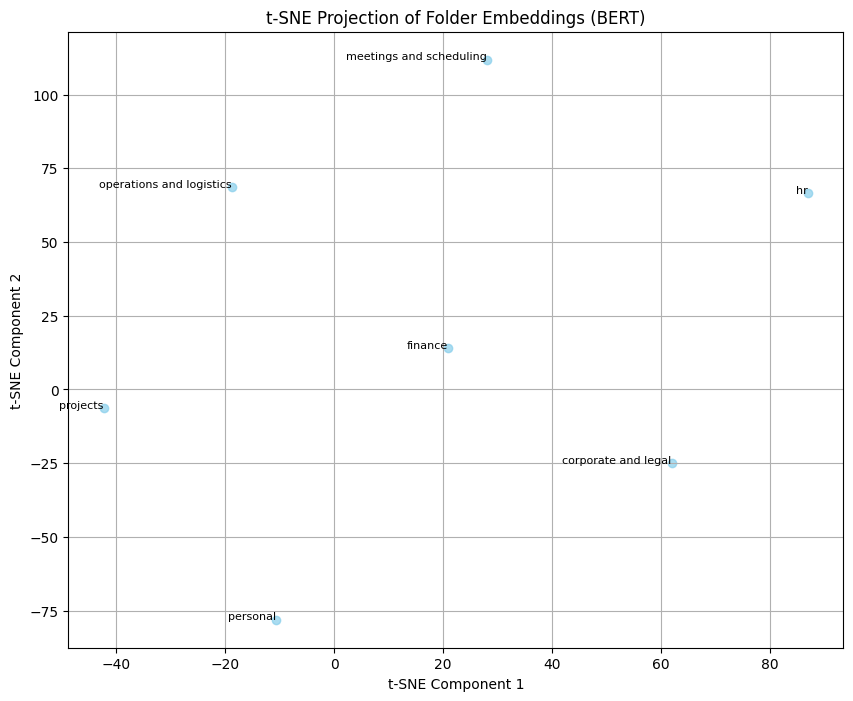 t-SNE Projection of Folder Embeddings (BERT)
meetings and scheduling
100
operations and logistics
75
hr
50
25
finance
0
projects
corporate and legal
−25
−50
−75
personal
−40
−20
0
20
40
60
80
t-SNE Component 1
t-SNE Component 2